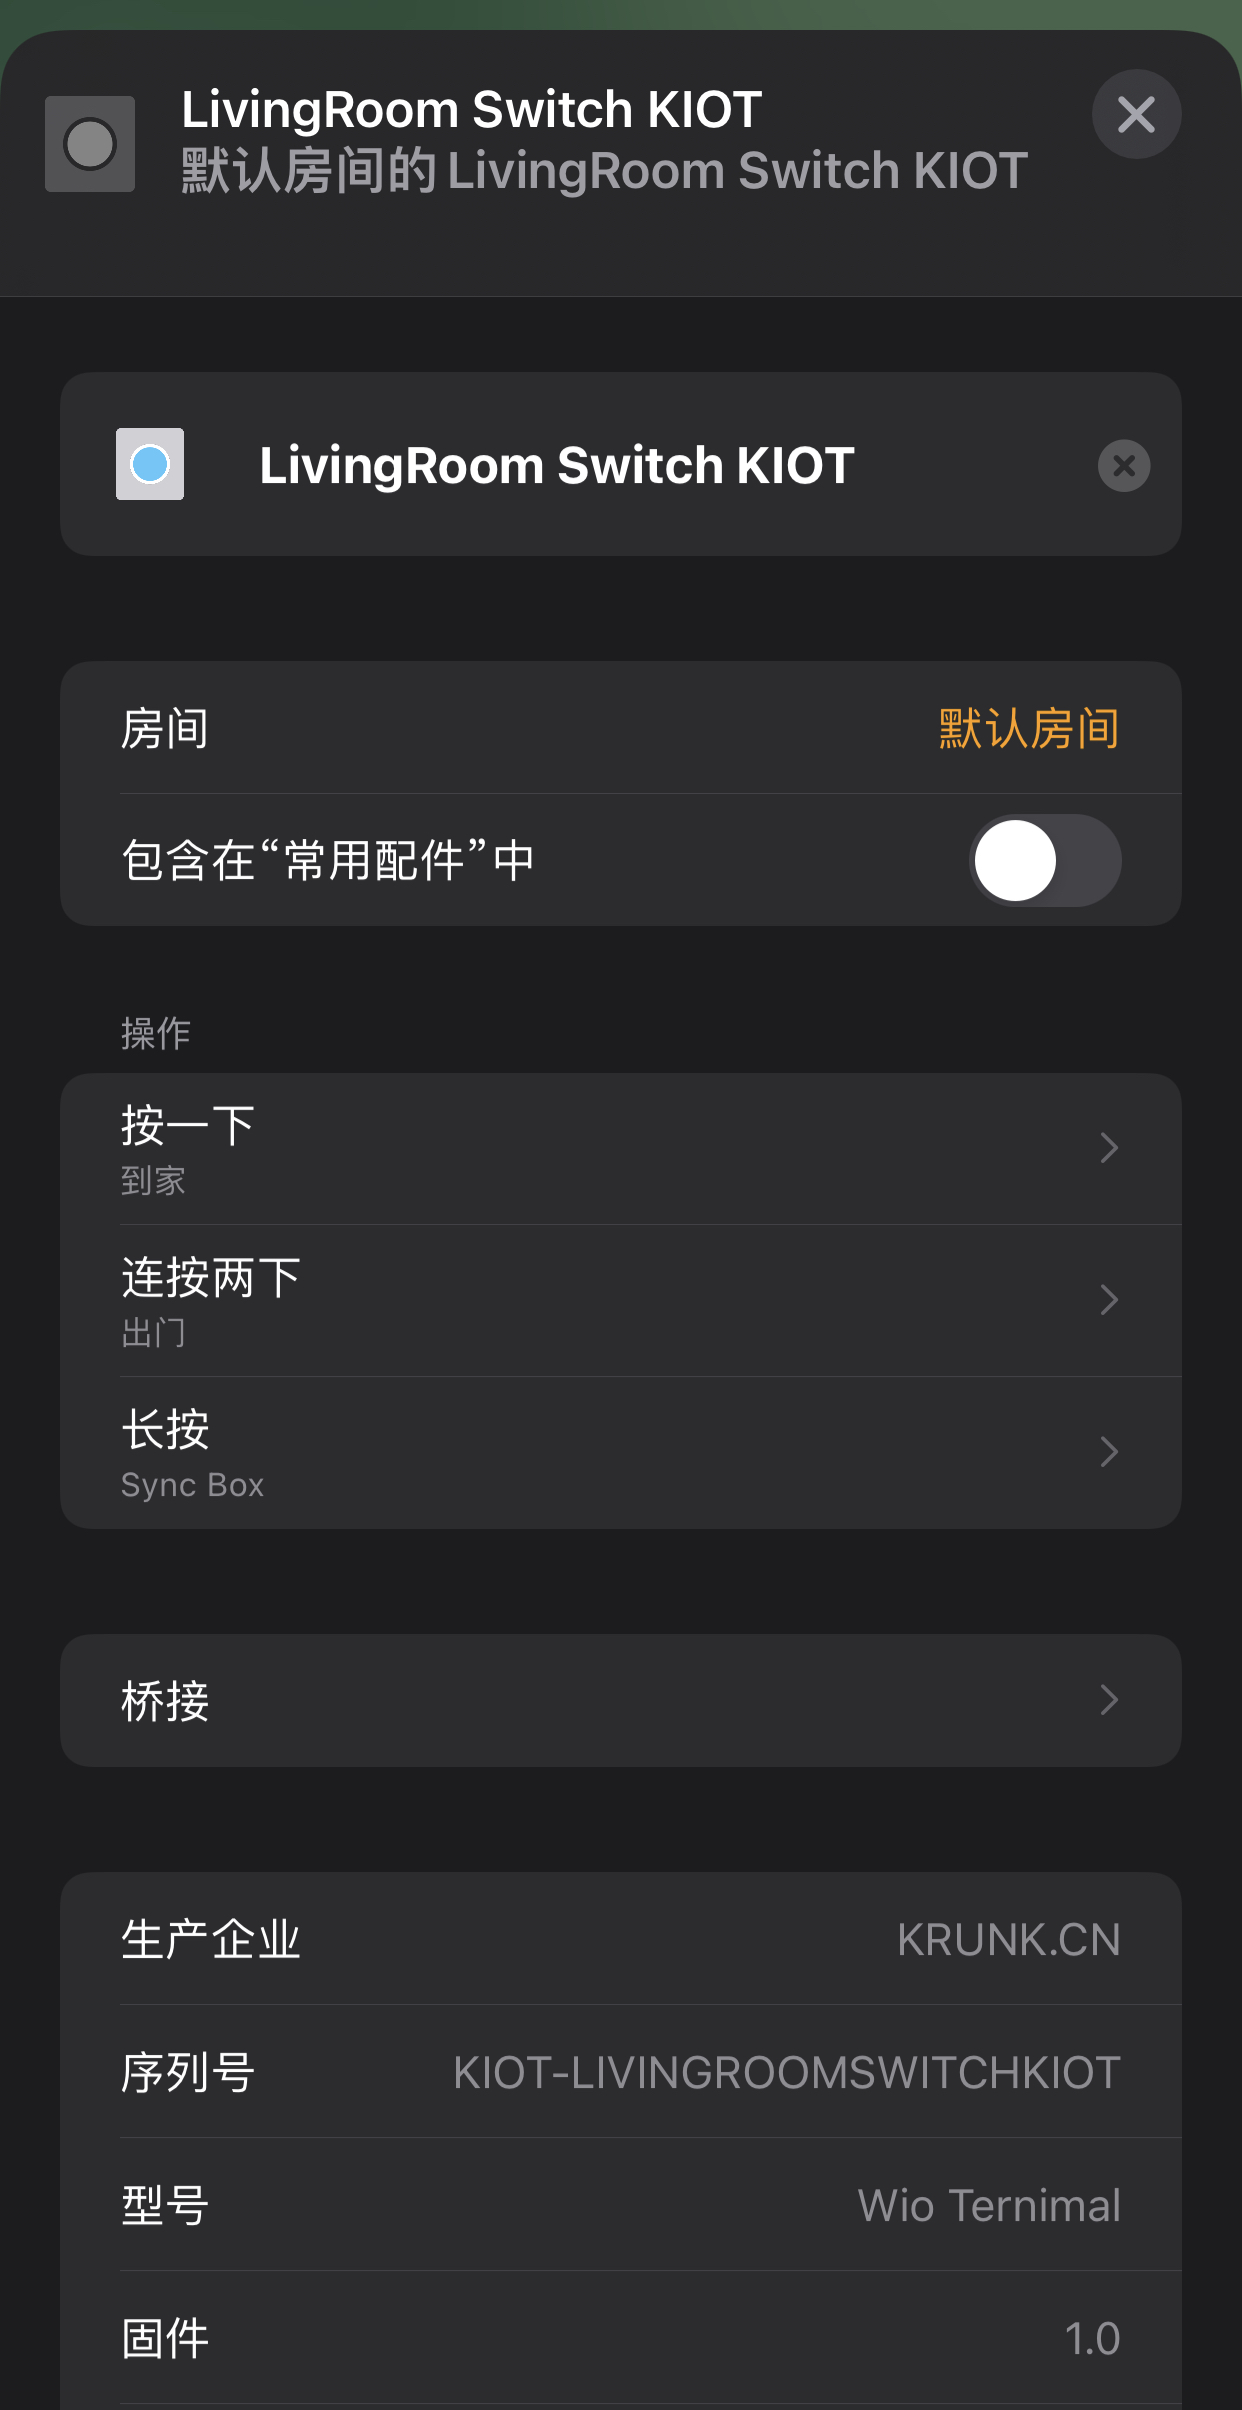 LivingRoom Switch KIOT
默认房间的 LivingRoom Switch KIOT
LivingRoom Switch KIOT
房间
默认房间
包含在“常用配件”中
操作
按一下
到家
连按两下
出门
长按
Sync Box
桥接
生产企业
KRUNK.CN
序列号
KIOT-LIVINGROOMSWITCHKIOT
型号
Wio Ternimal
固件
1.0